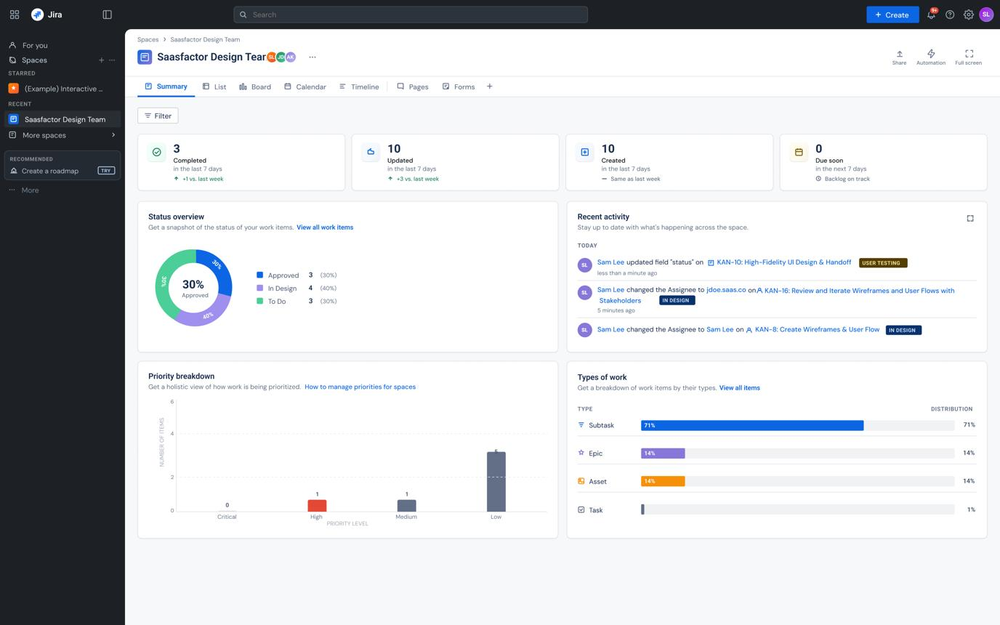 Jira
Search
+ Create
9+
SL
For you
Spaces
STARRED
(Example) Interactive ...
RECENT
Saasfactor Design Team
More spaces
RECOMMENDED
Create a roadmap TRY
More
Spaces > Saasfactor Design Team
Saasfactor Design Tear
SL JD AK
Share
Automation
Full screen
Summary List Board Calendar Timeline Pages Forms +
Filter
3
Completed
in the last 7 days
+1 vs. last week
10
Updated
in the last 7 days
+3 vs. last week
10
Created
in the last 7 days
Same as last week
0
Due soon
in the next 7 days
Backlog on track
Status overview
Get a snapshot of the status of your work items. View all work items
30%
30%
40%
30%
Approved
Approved 3 (30%)
In Design 4 (40%)
To Do 3 (30%)
Recent activity
Stay up to date with what's happening across the space.
TODAY
SL
Sam Lee updated field "status" on KAN-10: High-Fidelity UI Design & Handoff USER TESTING
less than a minute ago
SL
Sam Lee changed the Assignee to jdoe.saas.co on KAN-16: Review and Iterate Wireframes and User Flows with
Stakeholders IN DESIGN
5 minutes ago
SL
Sam Lee changed the Assignee to Sam Lee on KAN-8: Create Wireframes & User Flow IN DESIGN
Priority breakdown
Get a holistic view of how work is being prioritized. How to manage priorities for spaces
NUMBER OF ITEMS
6
4
2
0
0
1
1
5
Critical
High
Medium
Low
PRIORITY LEVEL
Types of work
Get a breakdown of work items by their types. View all items
TYPE DISTRIBUTION
Subtask 71% 71%
Epic 14% 14%
Asset 14% 14%
Task 1%